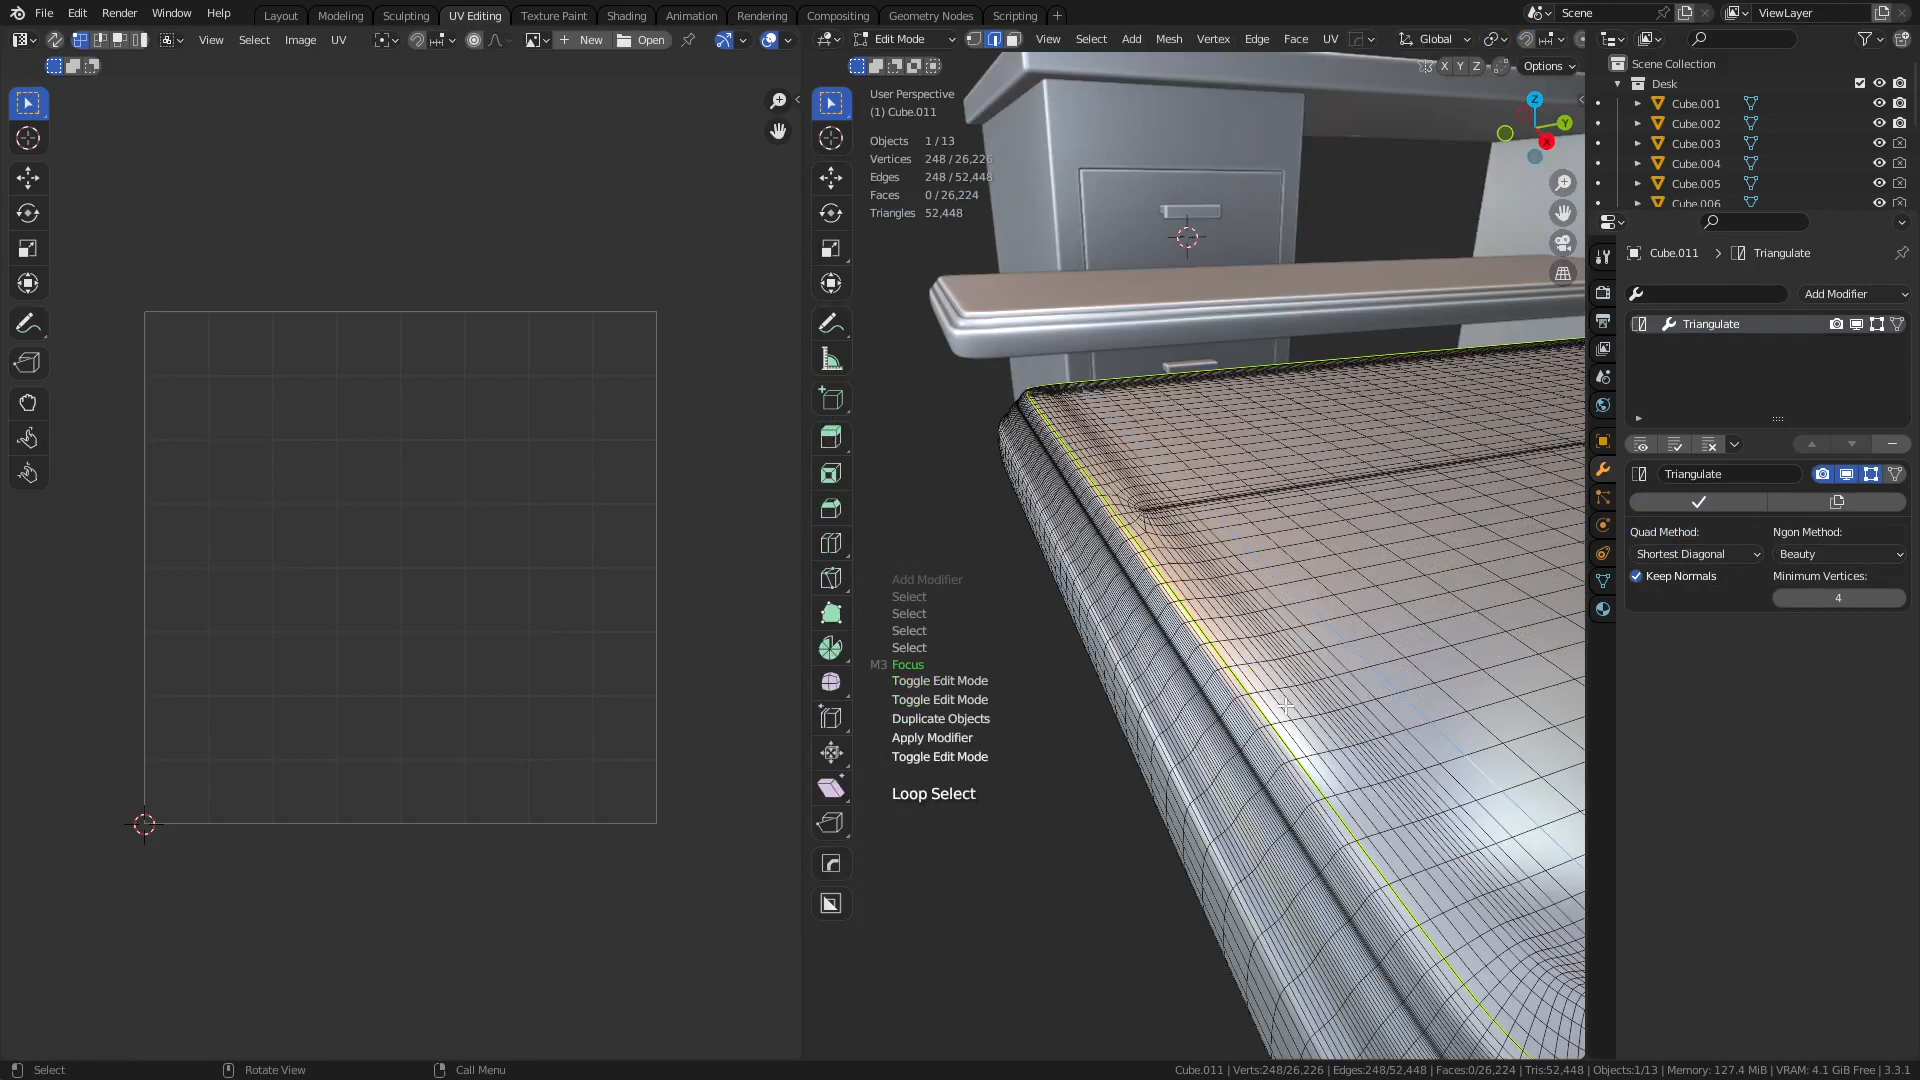 File Edit Render Window Help Layout Modeling Sculpting UV Editing Texture Paint Shading Animation Rendering Compositing Geometry Nodes Scripting + Scene ViewLayer
View Select Image UV + New Open Edit Mode View Select Add Mesh Vertex Edge Face UV Global
X Y Z Options
User Perspective
(1) Cube.011
Objects 1 / 13
Vertices 248 / 26,226
Edges 248 / 52,448
Faces 0 / 26,224
Triangles 52,448
Z
Y
X
Add Modifier
Select
Select
Select
Select
M3 Focus
Toggle Edit Mode
Toggle Edit Mode
Duplicate Objects
Apply Modifier
Toggle Edit Mode
Loop Select
Scene Collection
Desk
Cube.001
Cube.002
Cube.003
Cube.004
Cube.005
Cube.006
Cube.011 > Triangulate
Add Modifier
Triangulate
Triangulate
Quad Method: Ngon Method:
Shortest Diagonal Beauty
Keep Normals Minimum Vertices:
4
Select Rotate View Call Menu Cube.011 | Verts:248/26,226 | Edges:248/52,448 | Faces:0/26,224 | Tris:52,448 | Objects:1/13 | Memory: 127.4 MiB | VRAM: 4.1 GiB Free | 3.3.1